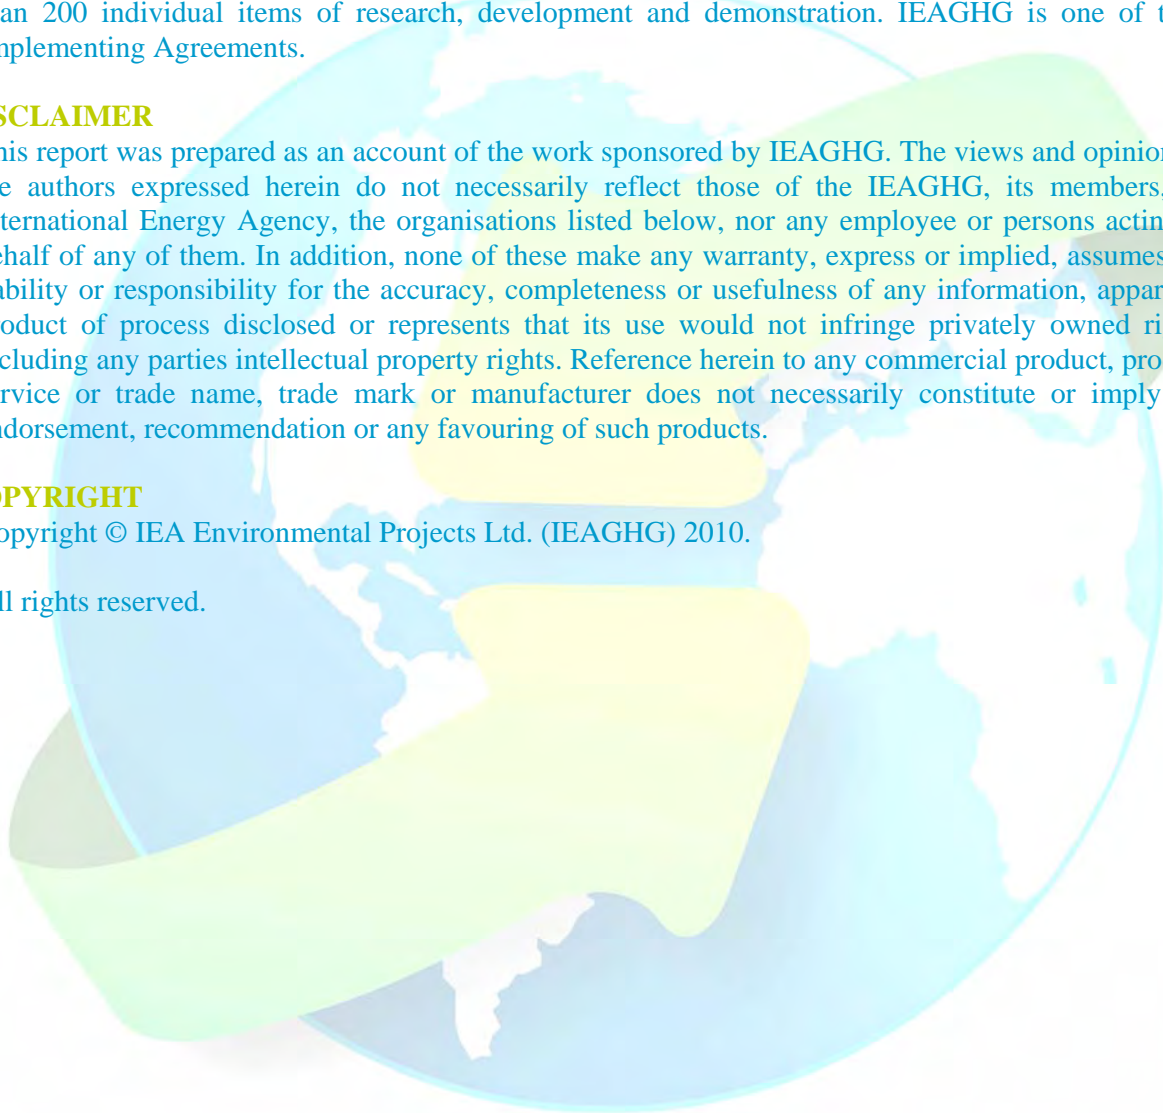 an 200 individual items of research, development and demonstration. IEAGHG is one of t
mplementing Agreements.
SCLAIMER
his report was prepared as an account of the work sponsored by IEAGHG. The views and opinion
e authors expressed herein do not necessarily reflect those of the IEAGHG, its members,
ternational Energy Agency, the organisations listed below, nor any employee or persons actin
ehalf of any of them. In addition, none of these make any warranty, express or implied, assumes
ability or responsibility for the accuracy, completeness or usefulness of any information, appar
oduct of process disclosed or represents that its use would not infringe privately owned ri
cluding any parties intellectual property rights. Reference herein to any commercial product, pro
rvice or trade name, trade mark or manufacturer does not necessarily constitute or imply
ndorsement, recommendation or any favouring of such products.
OPYRIGHT
opyright © IEA Environmental Projects Ltd. (IEAGHG) 2010.
ll rights reserved.